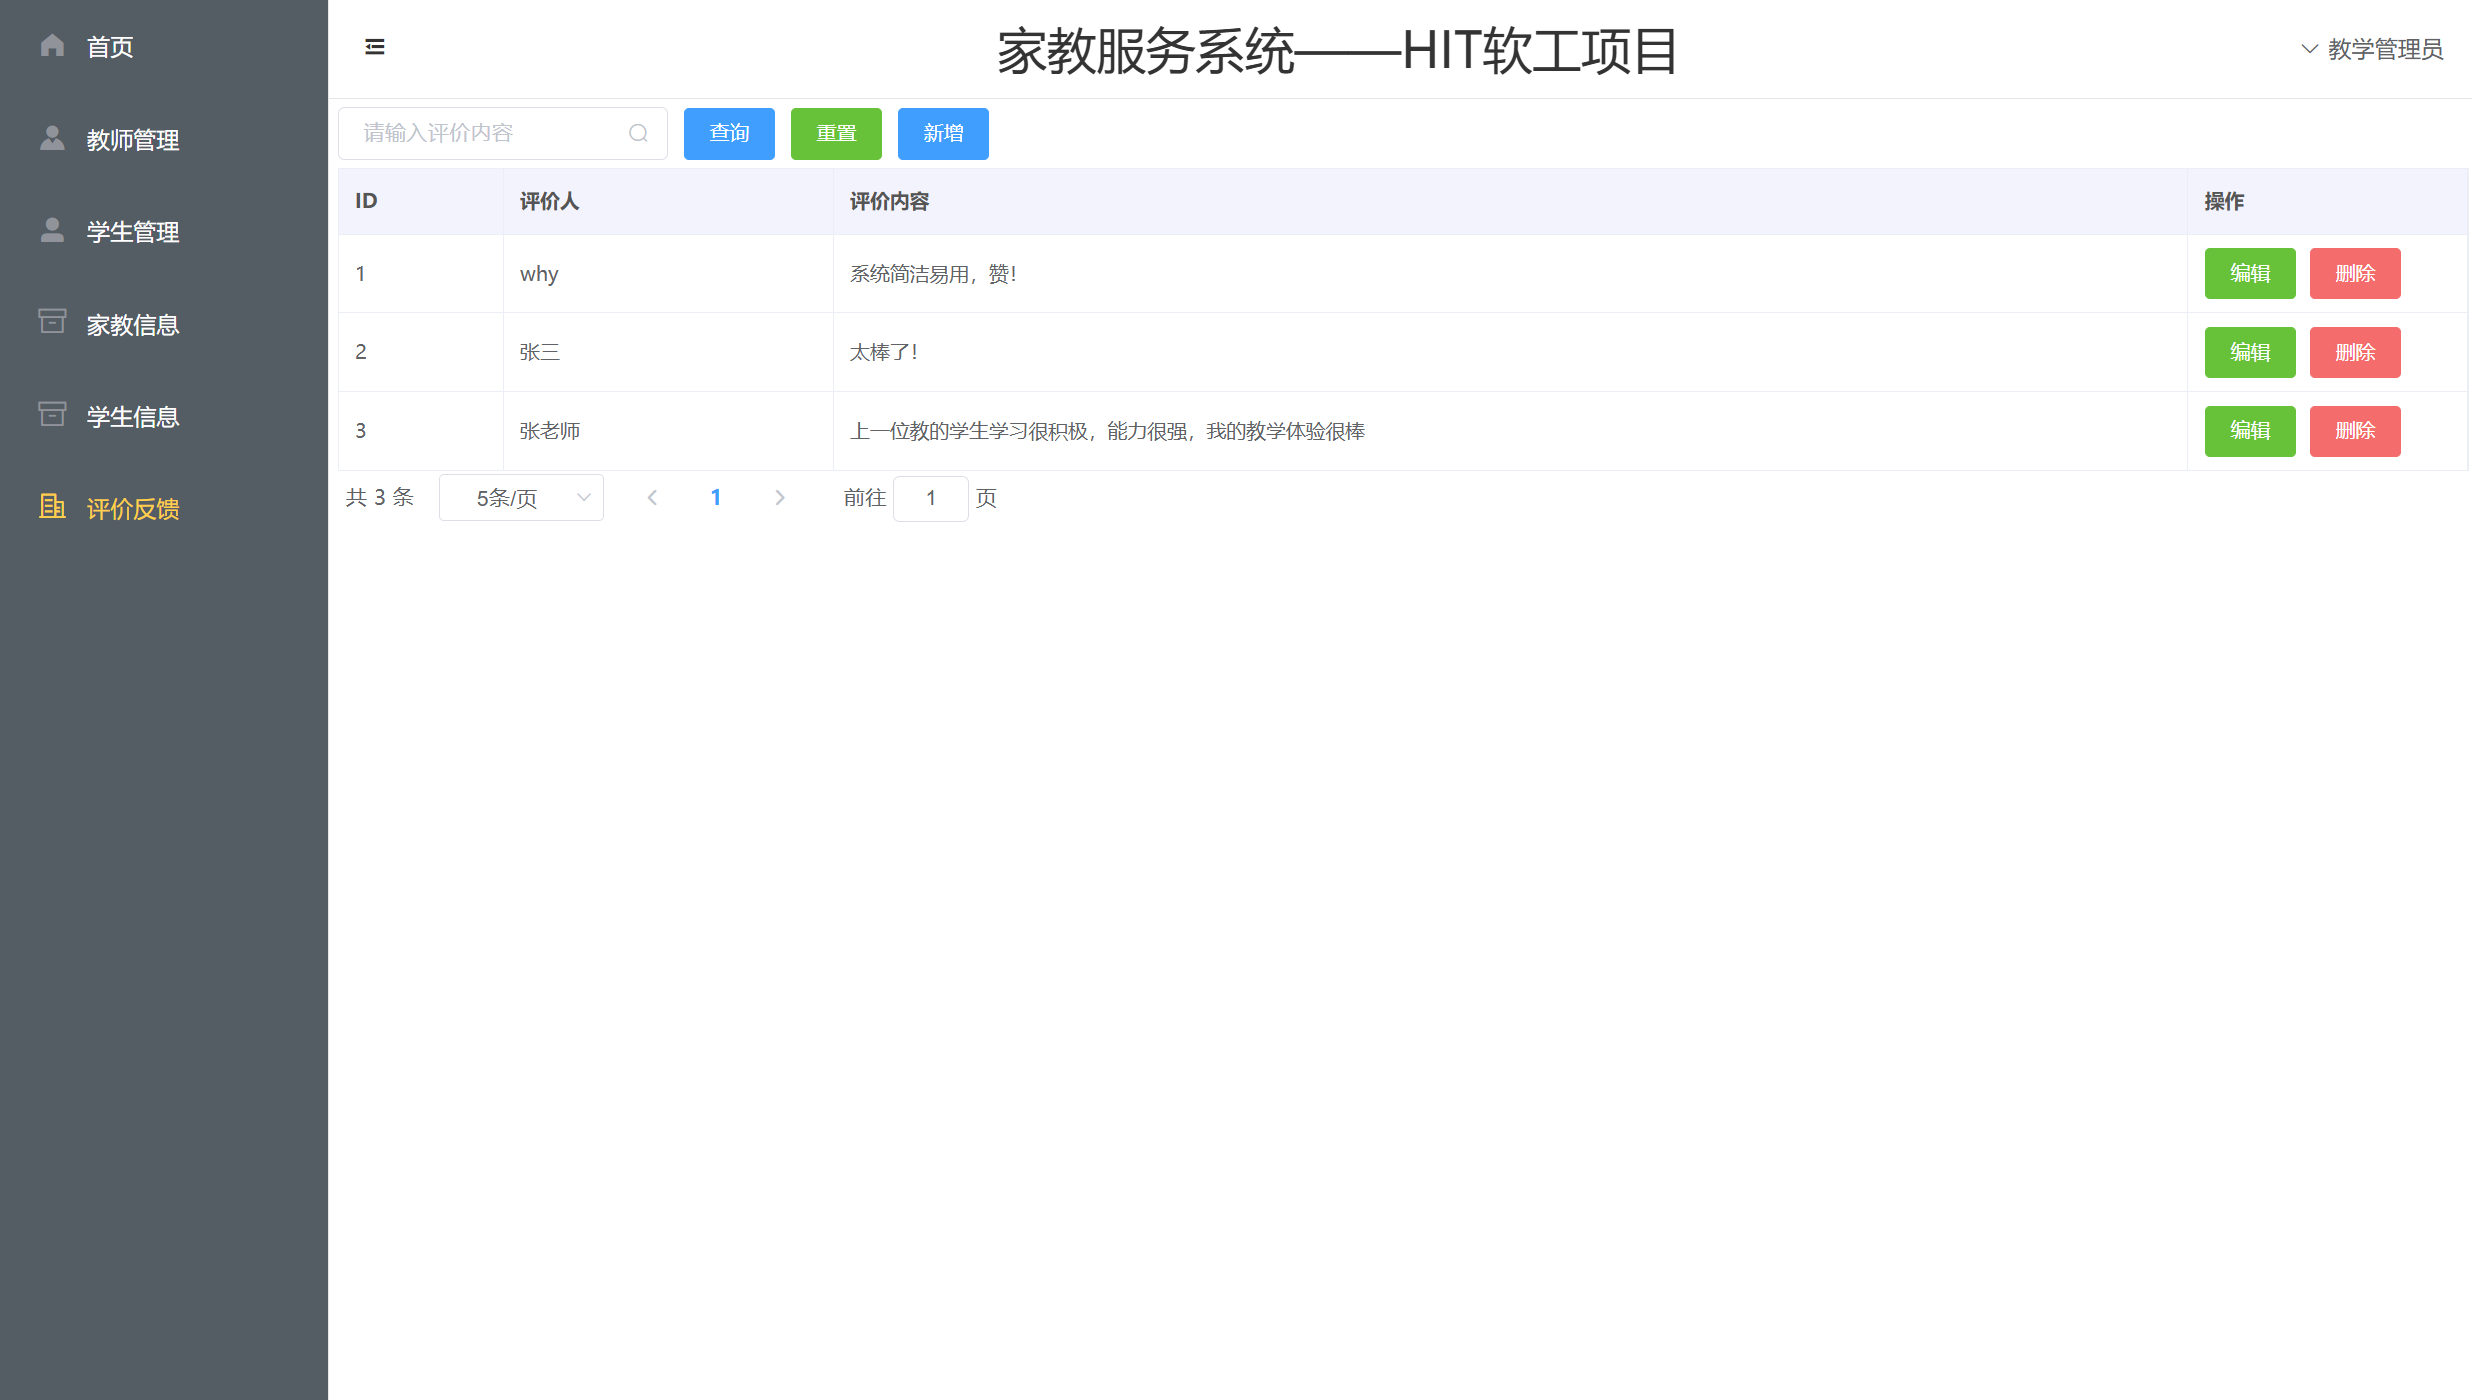 首页
教师管理
学生管理
家教信息
学生信息
评价反馈
家教服务系统——HIT软工项目
教学管理员
请输入评价内容 查询 重置 新增
ID 评价人 评价内容 操作
1 why 系统简洁易用，赞！ 编辑 删除
2 张三 太棒了！ 编辑 删除
3 张老师 上一位教的学生学习很积极，能力很强，我的教学体验很棒 编辑 删除
共 3 条 5条/页 1 前往 1 页